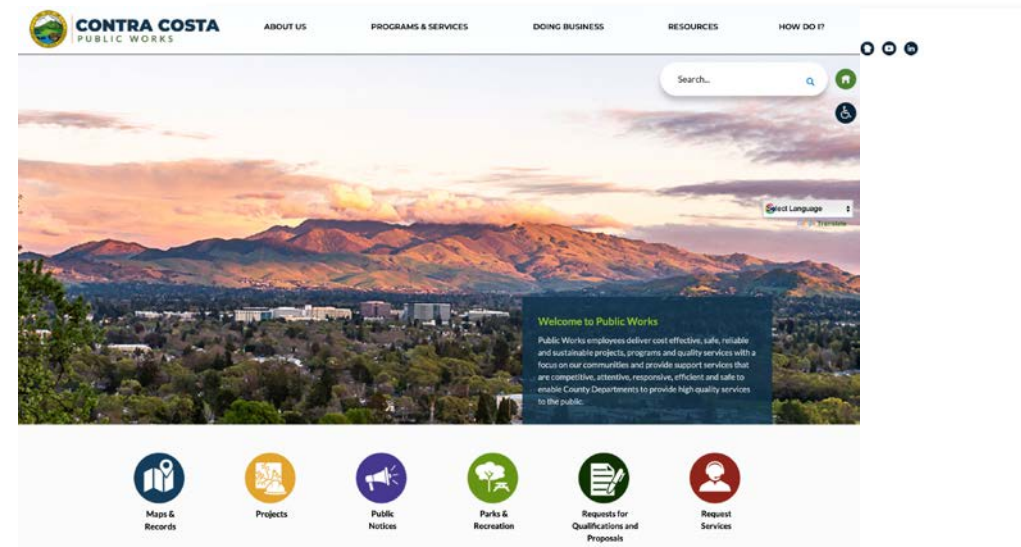 CONTRA COSTA
PUBLIC WORKS
ABOUT US
PROGRAMS & SERVICES
DOING BUSINESS
RESOURCES
HOW DO I?
Search...
Select Language
Translate
Welcome to Public Works
Public Works employees deliver cost effective, safe, reliable
and sustainable projects, programs and quality services with a
focus on our communities and provide support services that
are competitive, attentive, responsive, efficient and safe to
enable County Departments to provide high quality services
to the public.
Maps &
Records
Projects
Public
Notices
Parks &
Recreation
Requests for
Qualifications and
Proposals
Request
Services